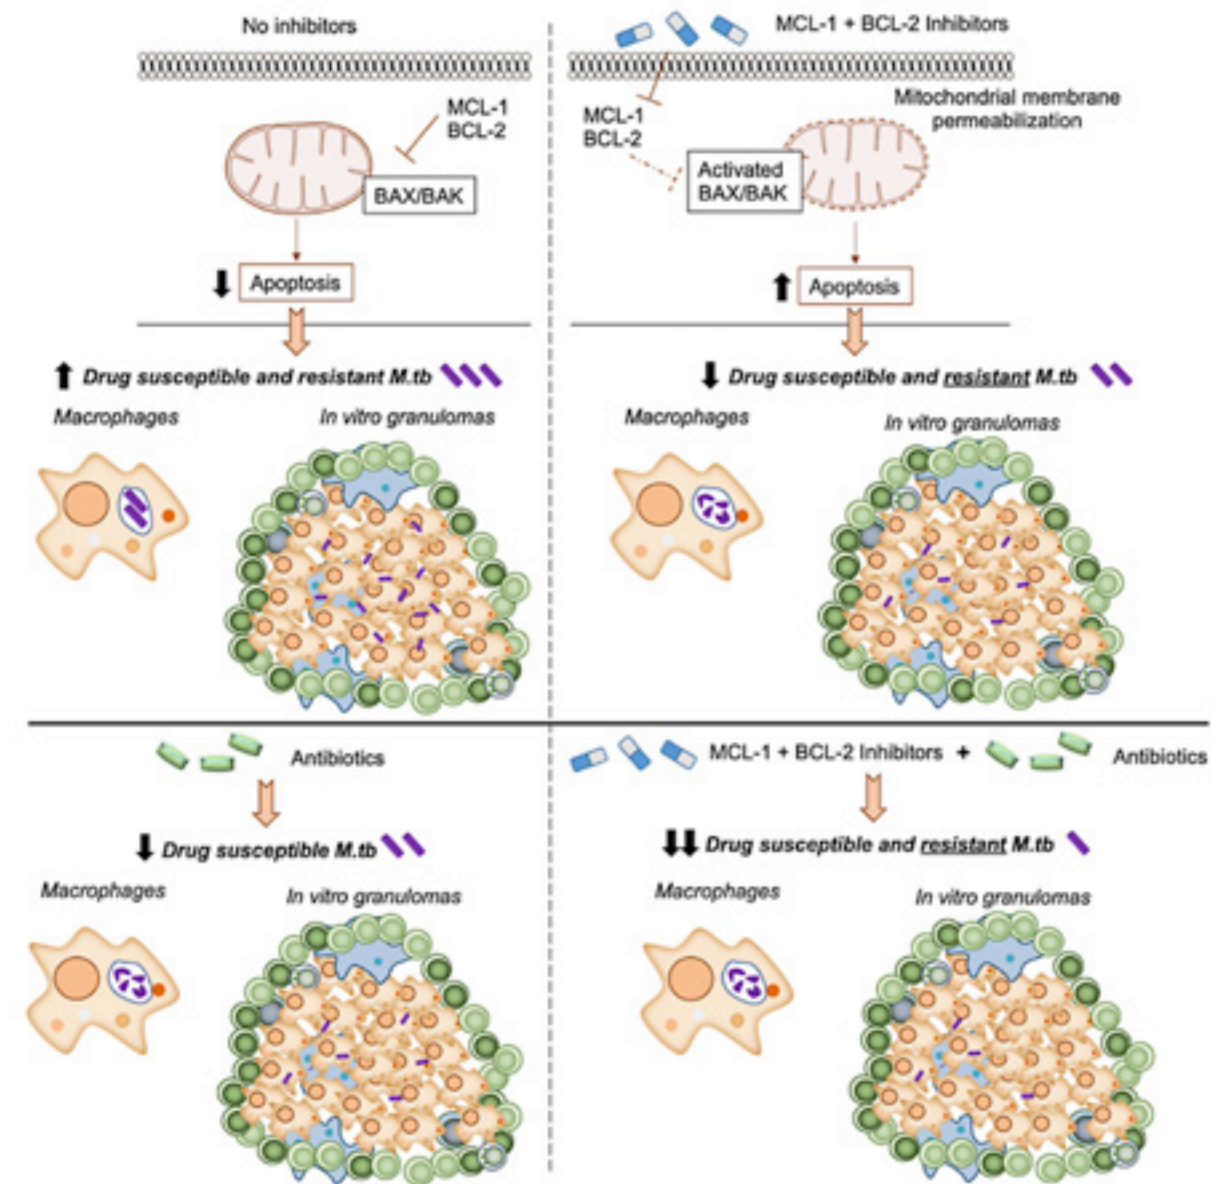 No inhibitors
MCL-1
BCL-2
BAX/BAK
Apoptosis
Drug susceptible and resistant M.tb
Macrophages
In vitro granulomas
MCL-1 + BCL-2 Inhibitors
MCL-1
BCL-2
Mitochondrial membrane
permeabilization
Activated
BAX/BAK
Apoptosis
Drug susceptible and resistant M.tb
Macrophages
In vitro granulomas
Antibiotics
Drug susceptible M.tb
Macrophages
In vitro granulomas
MCL-1 + BCL-2 Inhibitors + Antibiotics
Drug susceptible and resistant M.tb
Macrophages
In vitro granulomas